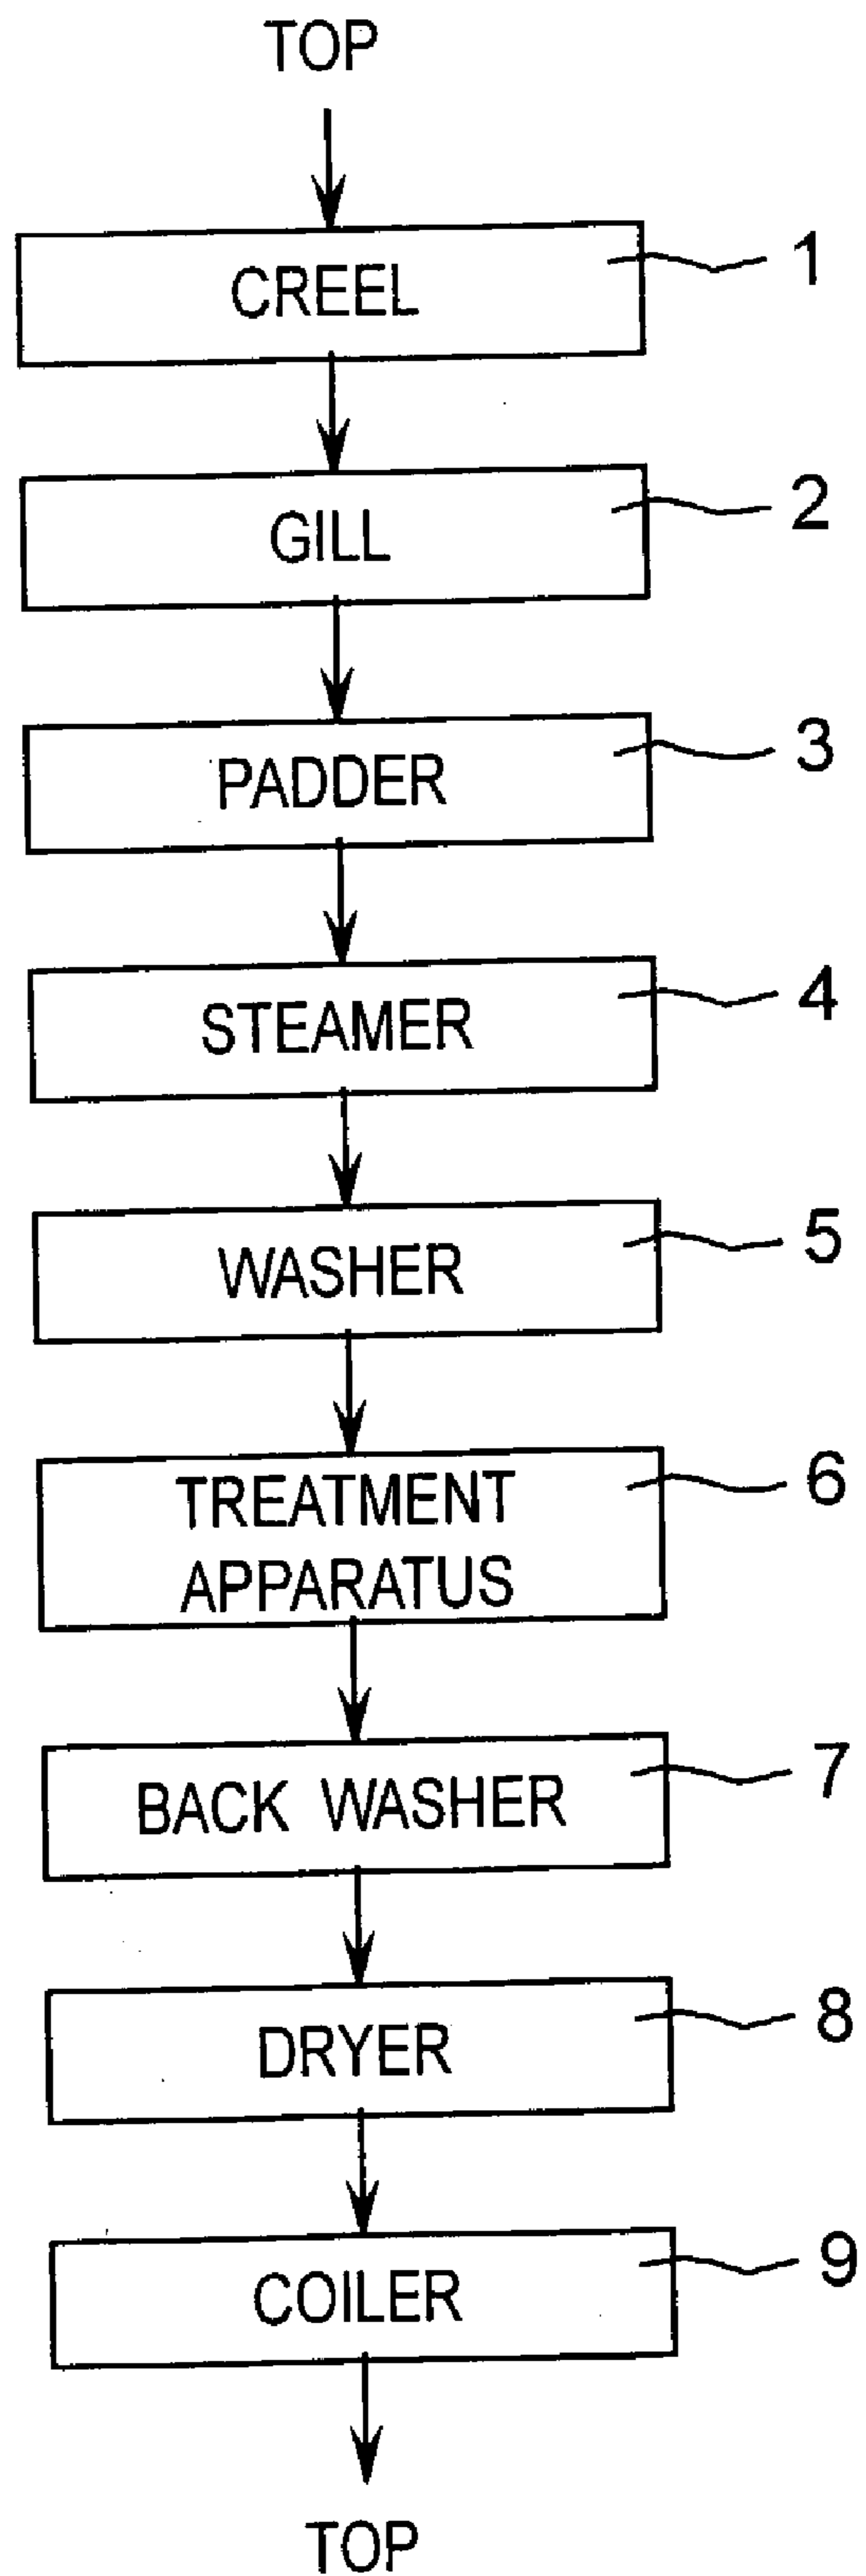 TOP
CREEL 1
GILL 2
PADDER 3
STEAMER 4
WASHER 5
TREATMENT 6
APPARATUS
BACK WASHER 7
DRYER 8
COILER 9
TOP